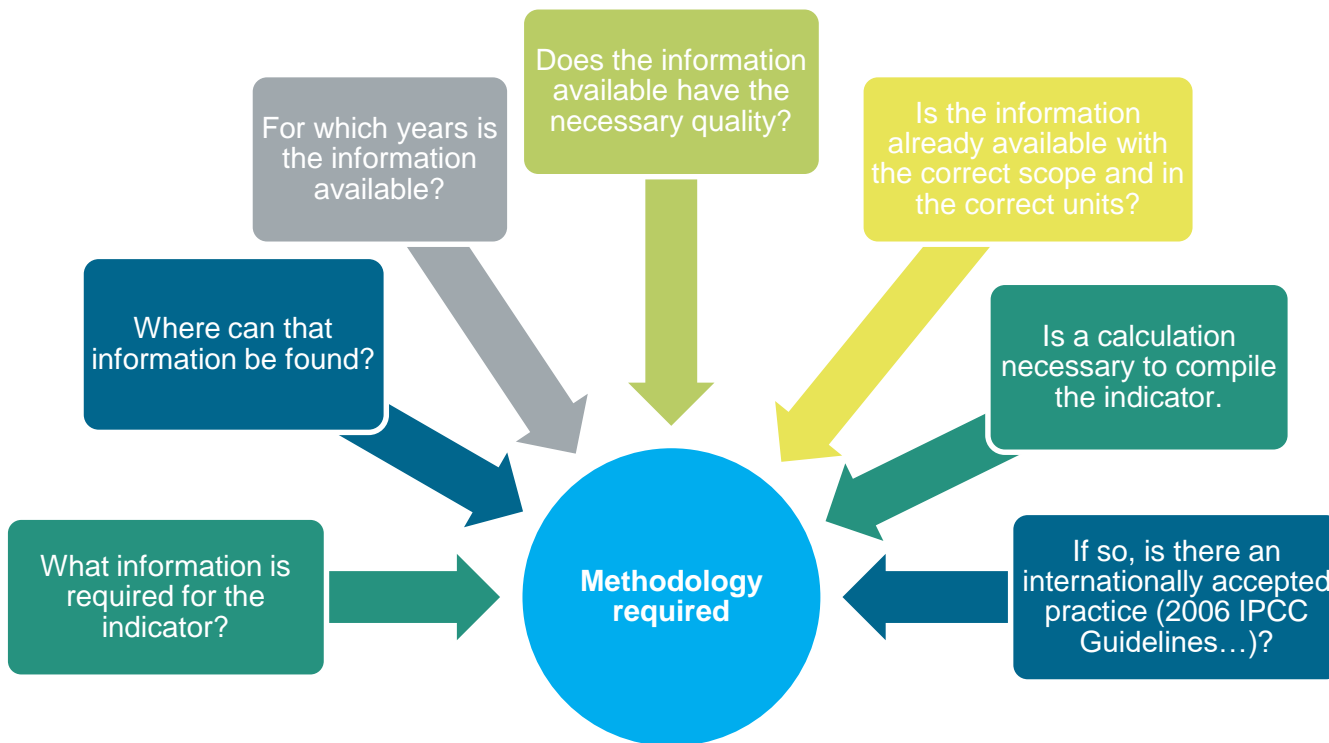 Does the information
available have the
necessary quality?
For which years is
the information
available?
Is the information
already available with
the correct scope and in
the correct units?
Where can that
information be found?
Is a calculation
necessary to compile
the indicator.
What information is
required for the
indicator?
Methodology
required
If so, is there an
internationally accepted
practice (2006 IPCC
Guidelines…)?